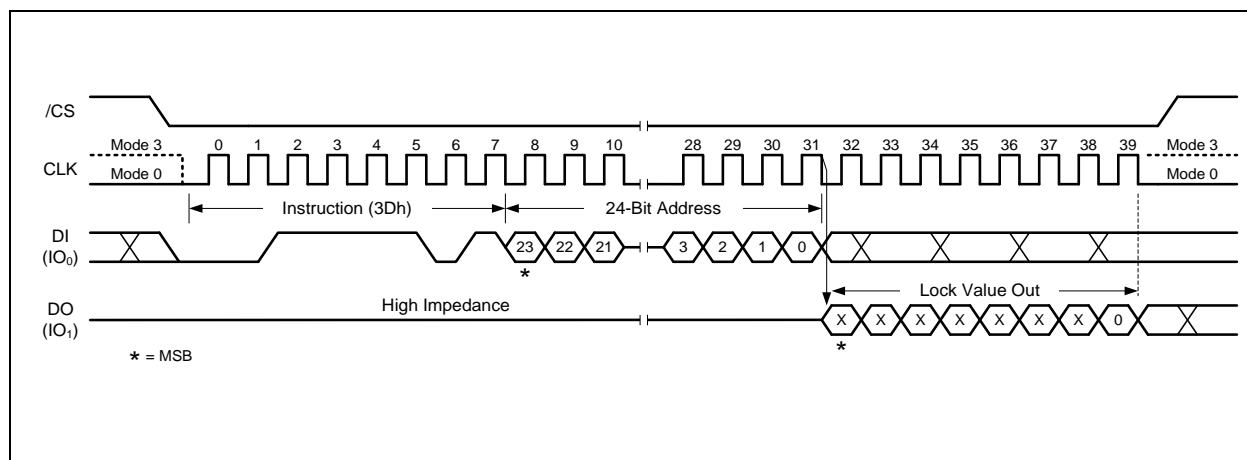 /CS
Mode 3 0 1 2 3 4 5 6 7 8 9 10 28 29 30 31 32 33 34 35 36 37 38 39 Mode 3
CLK
Mode 0 Mode 0
Instruction (3Dh) 24-Bit Address
DI
(IO₀)
23 22 21 3 2 1 0
*
Lock Value Out
High Impedance
DO
(IO₁)
X X X X X X X 0
*
* = MSB